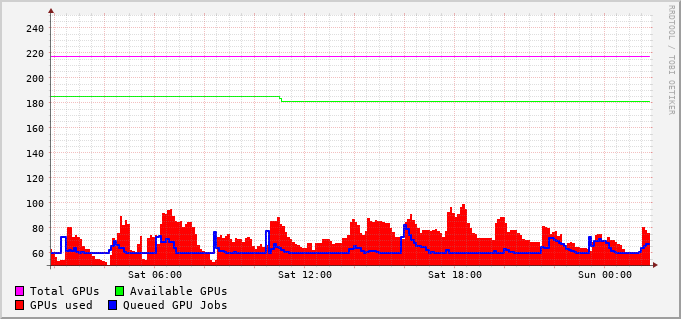 RRDTOOL / TOBI OETIKER
240
220
200
180
160
140
120
100
80
60
Sat 06:00 Sat 12:00 Sat 18:00 Sun 00:00
Total GPUs Available GPUs
GPUs used Queued GPU Jobs